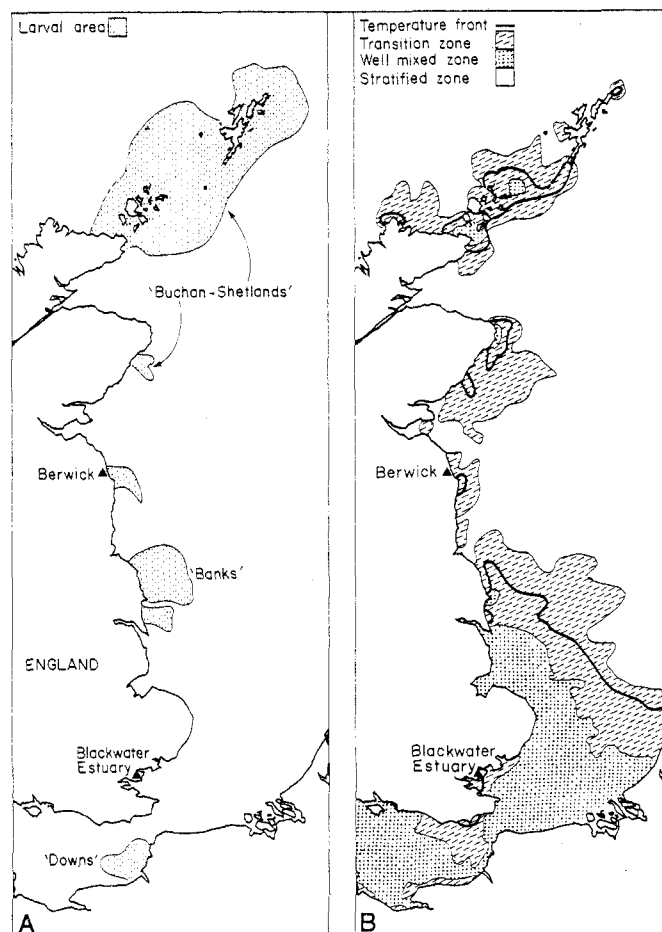 Larval area
'Buchan-Shetlands'
Berwick
'Banks'
ENGLAND
Blackwater
Estuary
'Downs'
A
Temperature front
Transition zone
Well mixed zone
Stratified zone
Berwick
Blackwater
Estuary
B